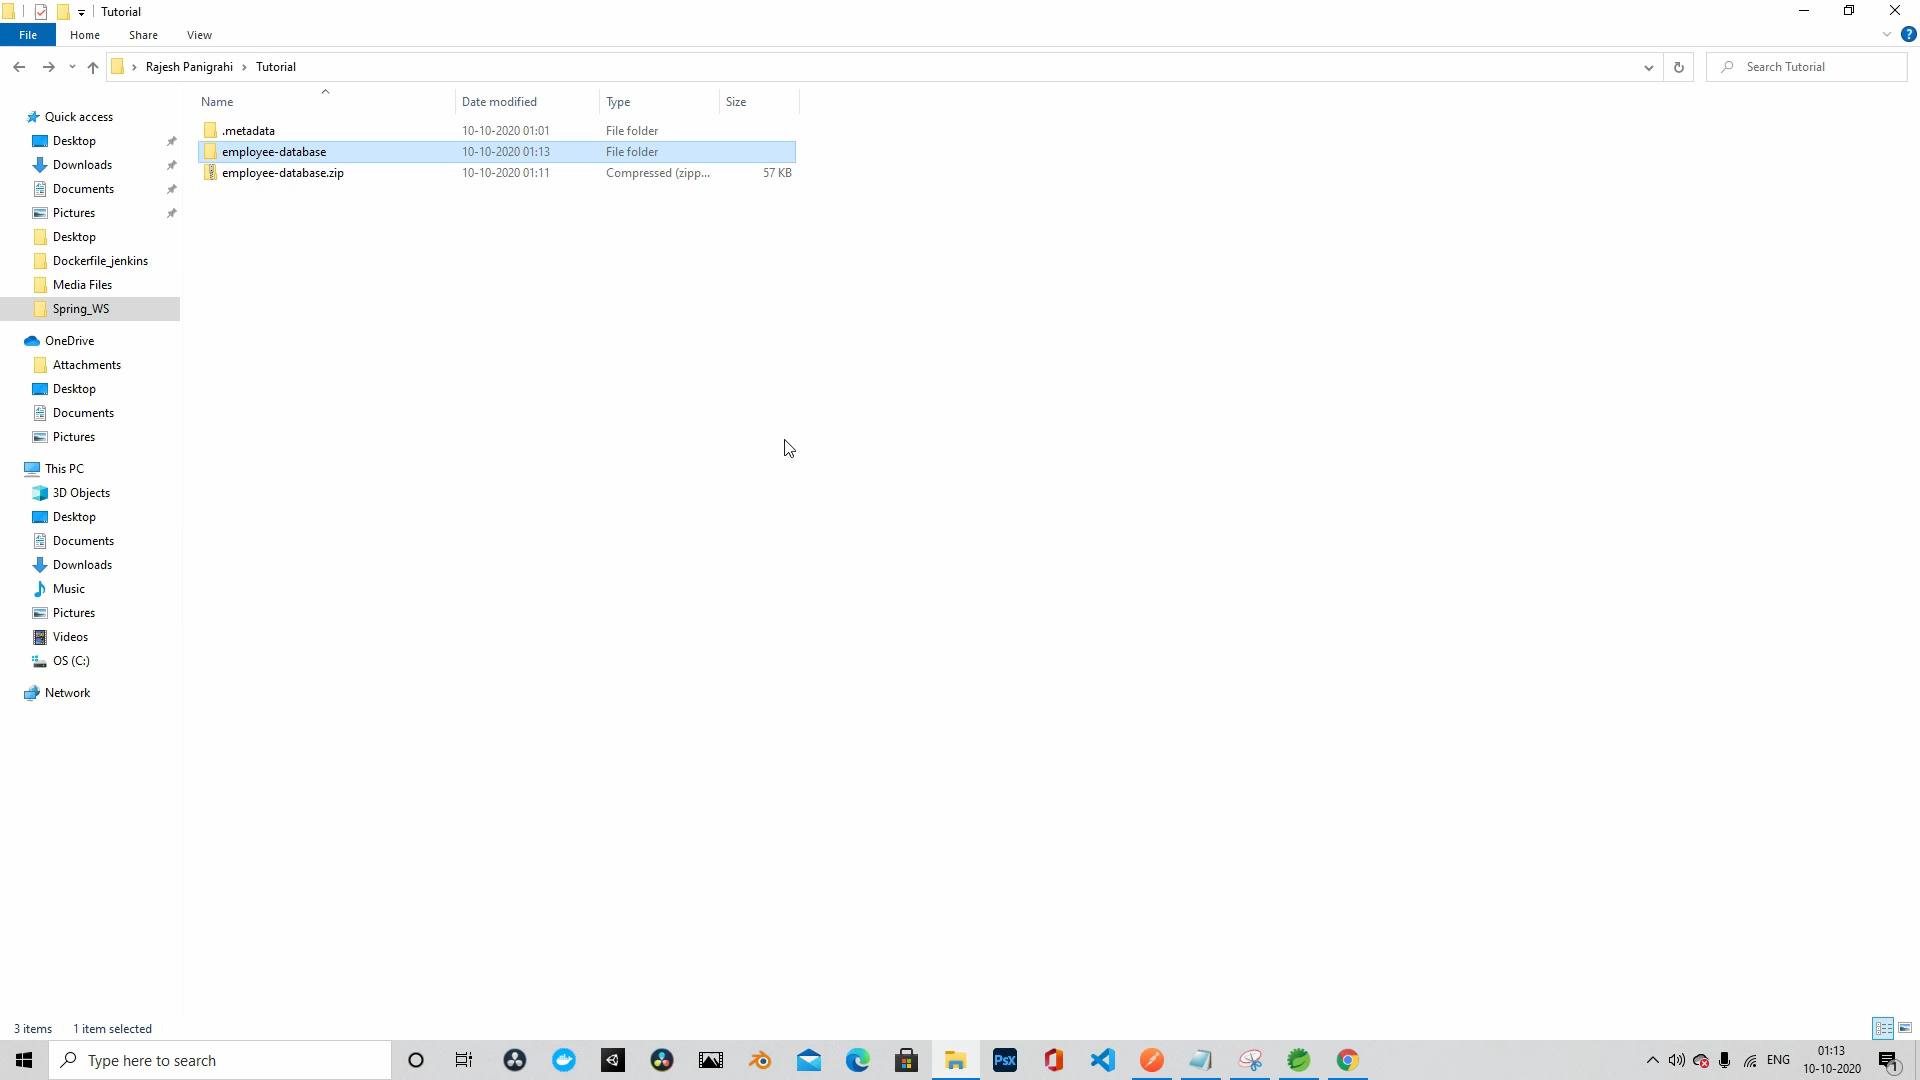 Tutorial
File Home Share View
Rajesh Panigrahi › Tutorial
Search Tutorial
Name Date modified Type Size
.metadata 10-10-2020 01:01 File folder
employee-database 10-10-2020 01:13 File folder
employee-database.zip 10-10-2020 01:11 Compressed (zipp... 57 KB
Quick access
Desktop
Downloads
Documents
Pictures
Desktop
Dockerfile_jenkins
Media Files
Spring_WS
OneDrive
Attachments
Desktop
Documents
Pictures
This PC
3D Objects
Desktop
Documents
Downloads
Music
Pictures
Videos
OS (C:)
Network
3 items 1 item selected
Type here to search
Psx
ENG
01:13
10-10-2020
1